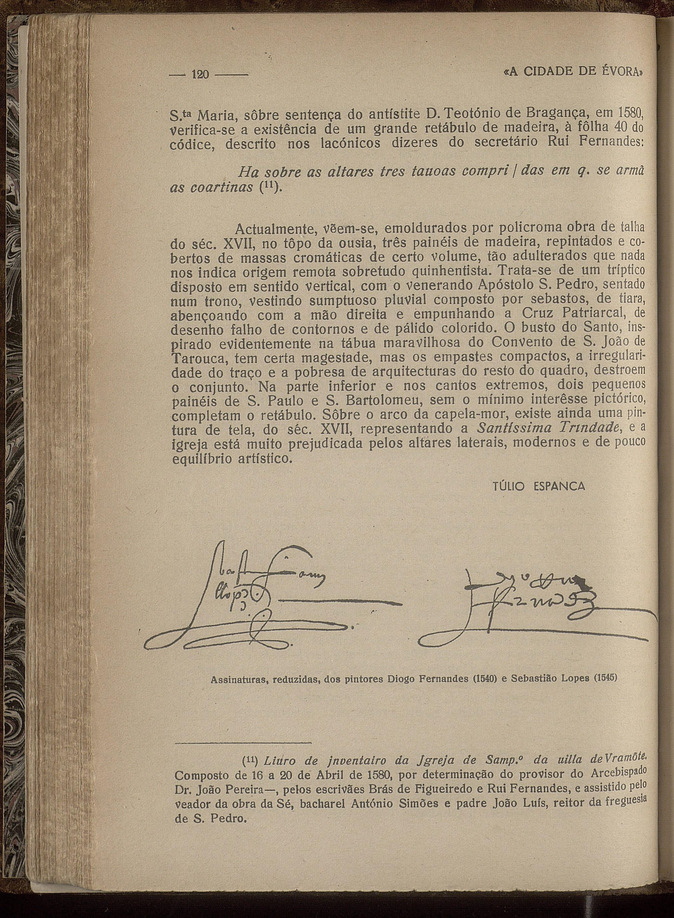 — 120 —— «A CIDADE DE ÉVORA»
S.ta Maria, sôbre sentença do antístite D. Teotónio de Bragança, em 1580,
verifica-se a existência de um grande retábulo de madeira, à fôlha 40 do
códice, descrito nos lacónicos dizeres do secretário Rui Fernandes:
Ha sobre as altares tres tauoas compri / das em q. se armã
as coartinas (11).
Actualmente, vêem-se, emoldurados por policroma obra de talha
do séc. XVII, no tôpo da ousia, três painéis de madeira, repintados e co-
bertos de massas cromáticas de certo volume, tão adulterados que nada
nos indica origem remota sobretudo quinhentista. Trata-se de um tríptico
disposto em sentido vertical, com o venerando Apóstolo S. Pedro, sentado
num trono, vestindo sumptuoso pluvial composto por sebastos, de tiara,
abençoando com a mão direita e empunhando a Cruz Patriarcal, de
desenho falho de contornos e de pálido colorido. O busto do Santo, ins-
pirado evidentemente na tábua maravilhosa do Convento de S. João de
Tarouca, tem certa magestade, mas os empastes compactos, a irregulari-
dade do traço e a pobresa de arquitecturas do resto do quadro, destroem
o conjunto. Na parte inferior e nos cantos extremos, dois pequenos
painéis de S. Paulo e S. Bartolomeu, sem o mínimo interêsse pictórico,
completam o retábulo. Sôbre o arco da capela-mor, existe ainda uma pin-
tura de tela, do séc. XVII, representando a Santíssima Trindade, e a
igreja está muito prejudicada pelos altares laterais, modernos e de pouco
equilíbrio artístico.
TÚLIO ESPANCA
Assinaturas, reduzidas, dos pintores Diogo Fernandes (1540) e Sebastião Lopes (1545)
(11) Liuro de jnventairo da Jgreja de Samp.º da uilla de Vramôte.
Composto de 16 a 20 de Abril de 1580, por determinação do provisor do Arcebispado
Dr. João Pereira—, pelos escrivães Brás de Figueiredo e Rui Fernandes, e assistido pelo
veador da obra da Sé, bacharel António Simões e padre João Luís, reitor da freguesia
de S. Pedro.